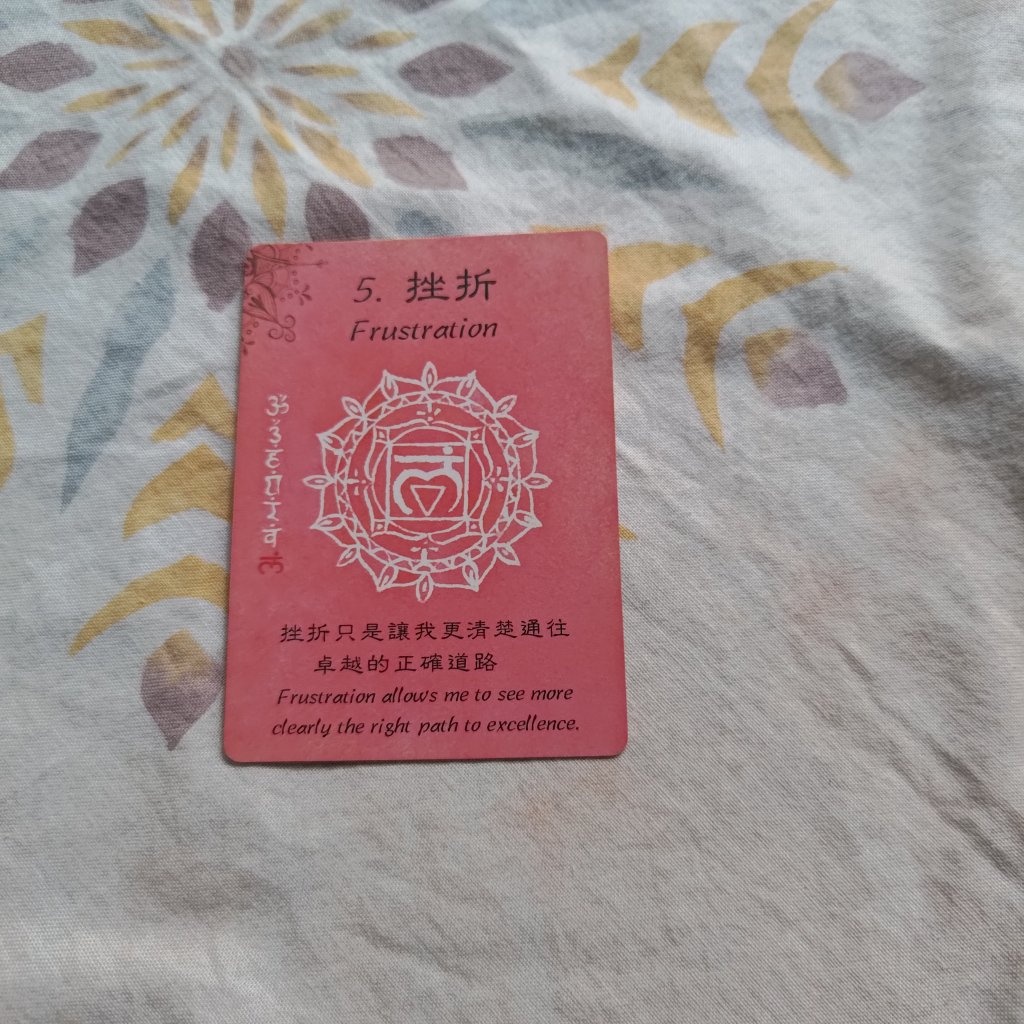 5. 挫折
Frustration
ॐ
挫折只是讓我更清楚通往
卓越的正確道路
Frustration allows me to see more
clearly the right path to excellence.